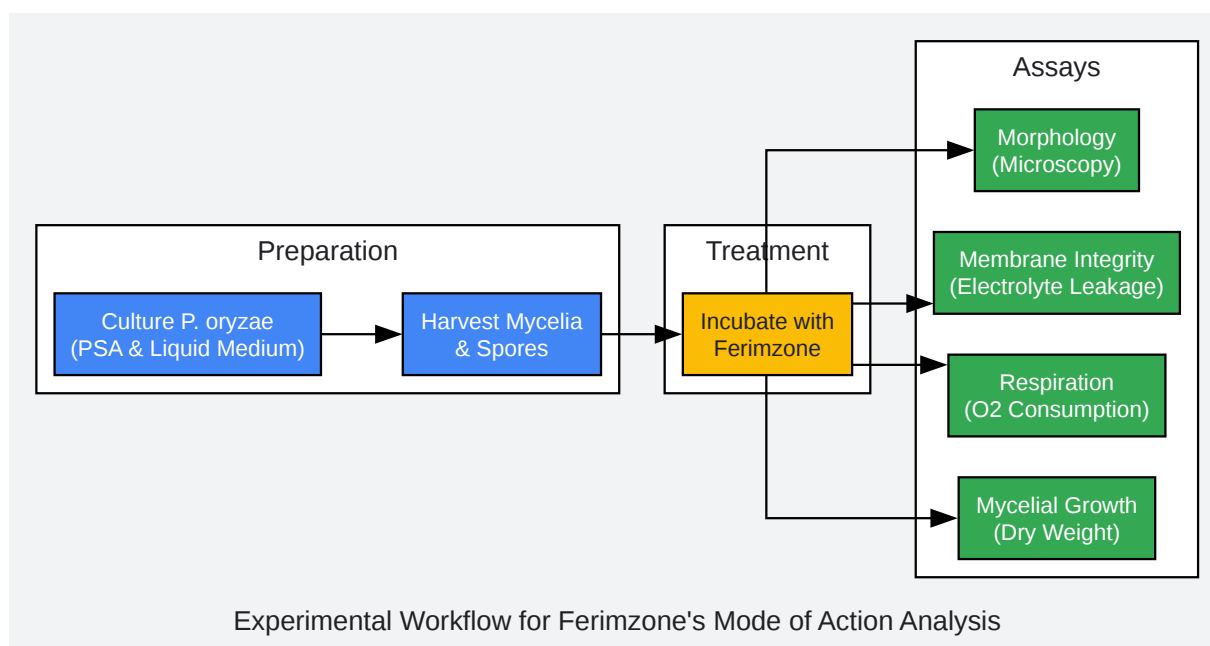 Preparation
Culture P. oryzae
(PSA & Liquid Medium)
Harvest Mycelia
& Spores
Treatment
Incubate with
Ferimzone
Assays
Morphology
(Microscopy)
Membrane Integrity
(Electrolyte Leakage)
Respiration
(O2 Consumption)
Mycelial Growth
(Dry Weight)
Experimental Workflow for Ferimzone's Mode of Action Analysis